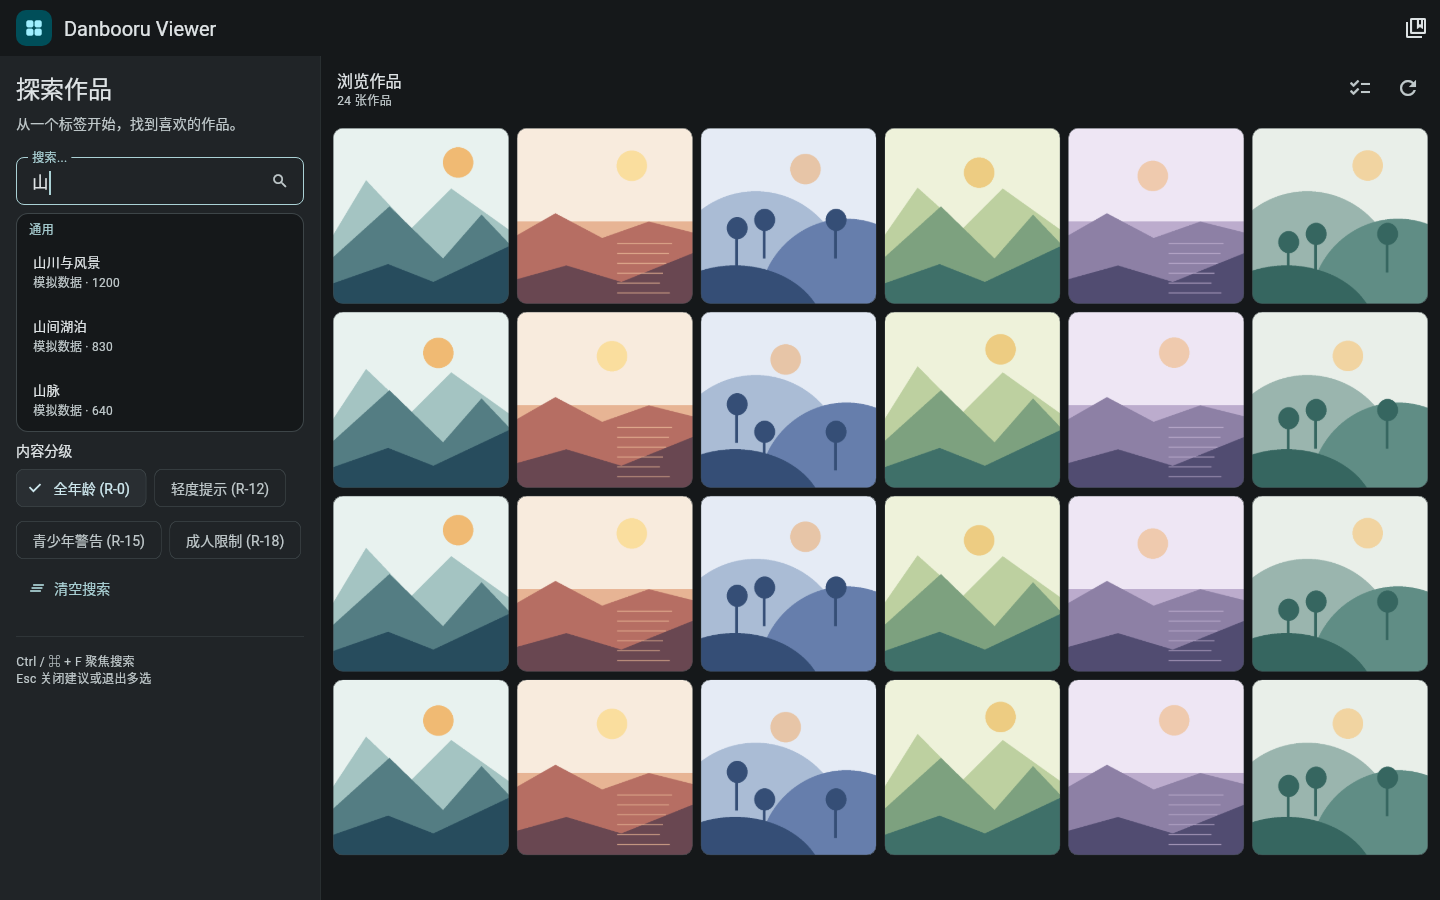 Danbooru Viewer
探索作品
从一个标签开始，找到喜欢的作品。
搜索...
山
通用
山川与风景
模拟数据 · 1200
山间湖泊
模拟数据 · 830
山脉
模拟数据 · 640
内容分级
全年龄 (R-0)
轻度提示 (R-12)
青少年警告 (R-15)
成人限制 (R-18)
清空搜索
Ctrl / ⌘ + F 聚焦搜索
Esc 关闭建议或退出多选
浏览作品
24 张作品